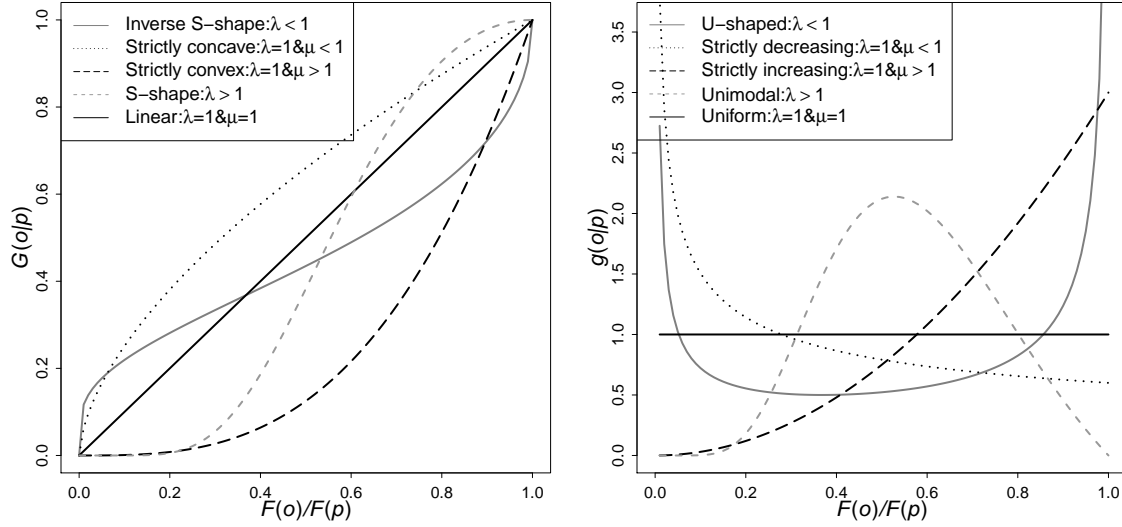 Inverse S-shape:λ < 1
Strictly concave:λ=1&μ < 1
Strictly convex:λ=1&μ > 1
S-shape:λ > 1
Linear:λ=1&μ=1
G(o|p)
0.0
0.2
0.4
0.6
0.8
1.0
0.0 0.2 0.4 0.6 0.8 1.0
F(o)/F(p)
U-shaped:λ < 1
Strictly decreasing:λ=1&μ < 1
Strictly increasing:λ=1&μ > 1
Unimodal:λ > 1
Uniform:λ=1&μ=1
g(o|p)
0.0
0.5
1.0
1.5
2.0
2.5
3.0
3.5
0.0 0.2 0.4 0.6 0.8 1.0
F(o)/F(p)